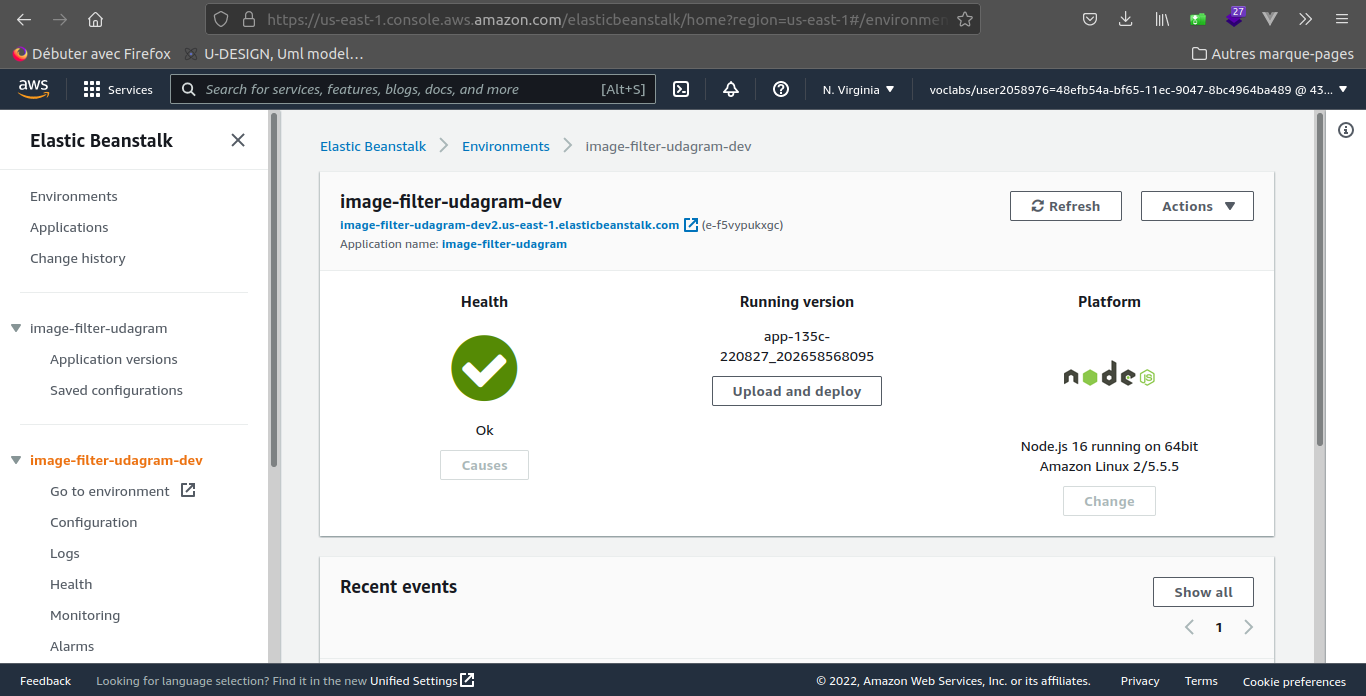 https://us-east-1.console.aws.amazon.com/elasticbeanstalk/home?region=us-east-1#/environmen
27
Débuter avec Firefox
U-DESIGN, Uml model…
Autres marque-pages
aws
Services
Search for services, features, blogs, docs, and more
[Alt+S]
N. Virginia
voclabs/user2058976=48efb54a-bf65-11ec-9047-8bc4964ba489 @ 43...
Elastic Beanstalk
Environments
Applications
Change history
image-filter-udagram
Application versions
Saved configurations
image-filter-udagram-dev
Go to environment
Configuration
Logs
Health
Monitoring
Alarms
Elastic Beanstalk
Environments
image-filter-udagram-dev
image-filter-udagram-dev
image-filter-udagram-dev2.us-east-1.elasticbeanstalk.com (e-f5vypukxgc)
Application name: image-filter-udagram
Refresh
Actions
Health
Ok
Causes
Running version
app-135c-
220827_202658568095
Upload and deploy
Platform
node
JS
Node.js 16 running on 64bit
Amazon Linux 2/5.5.5
Change
Recent events
Show all
1
Feedback
Looking for language selection? Find it in the new Unified Settings
© 2022, Amazon Web Services, Inc. or its affiliates.
Privacy
Terms
Cookie preferences